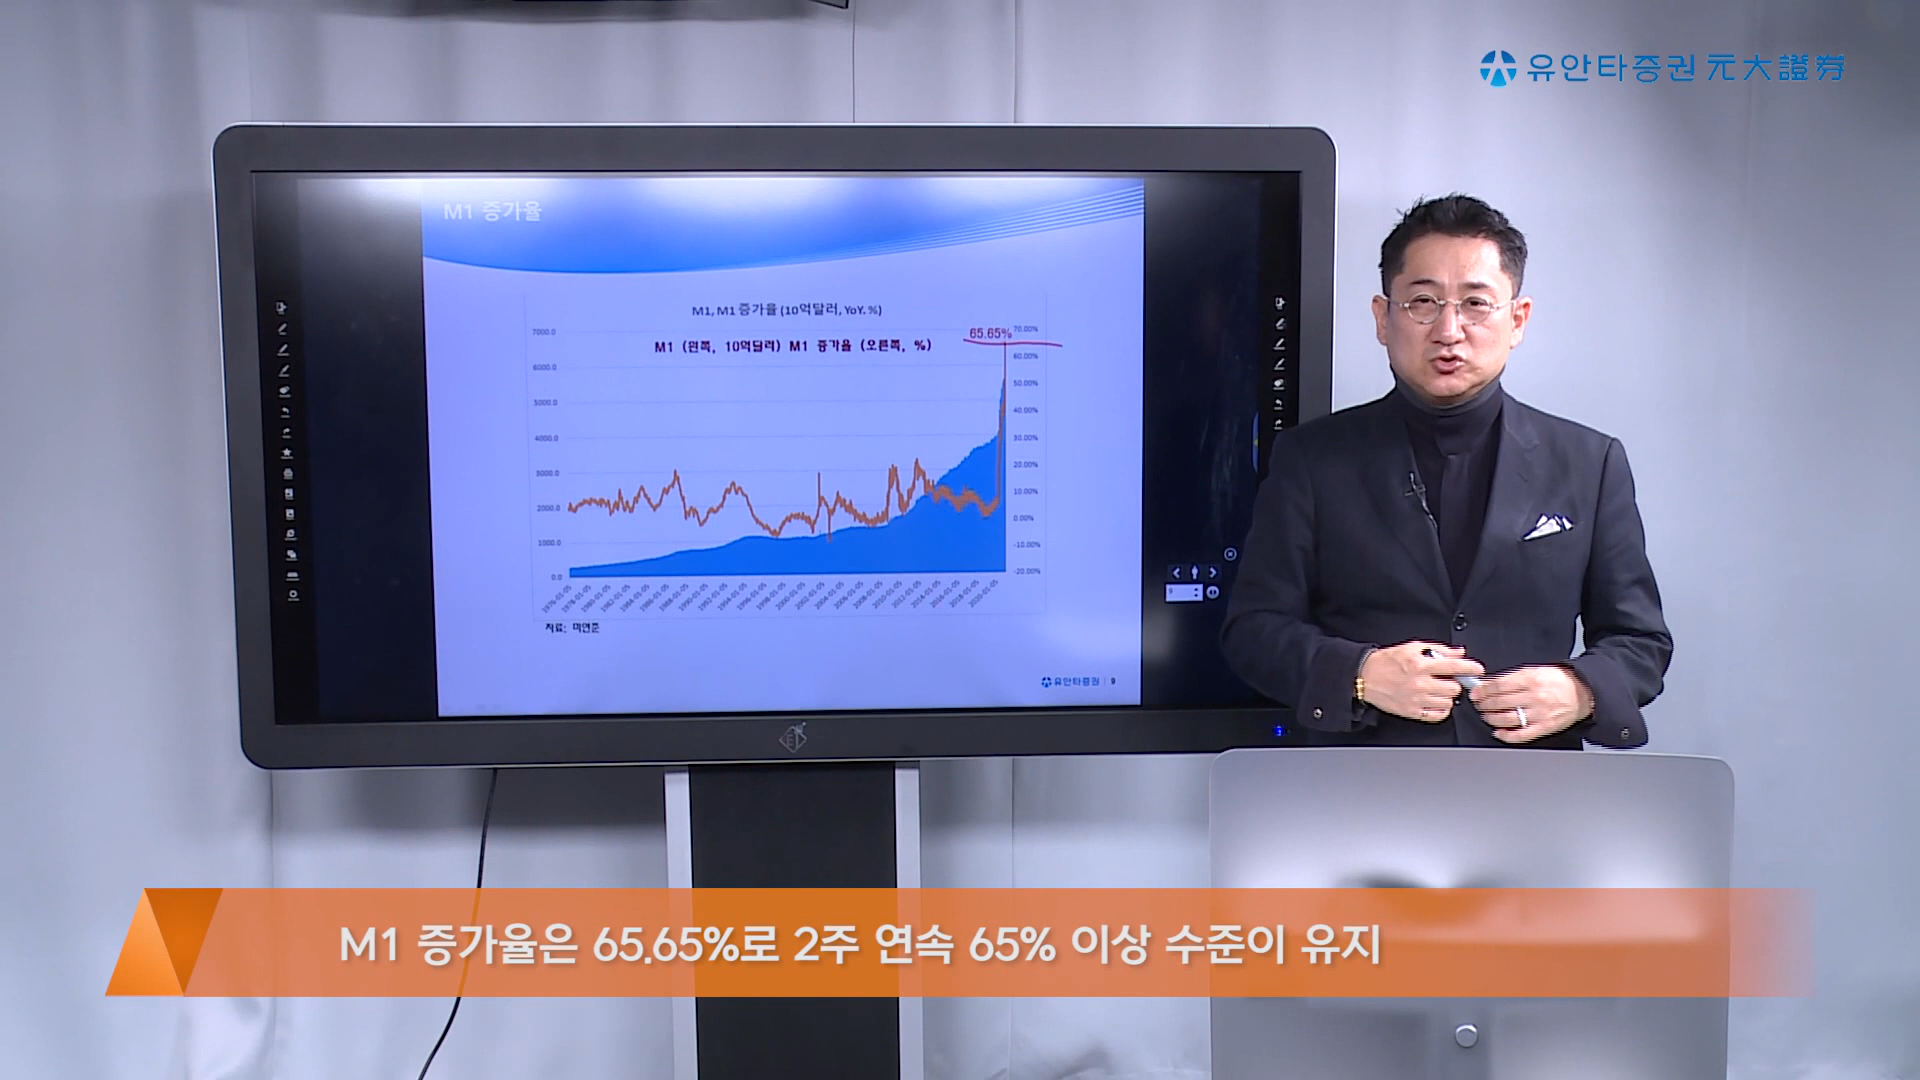 유안타증권 元大證券
M1 증가율
M1, M1 증가율 (10억달러, YoY. %)
M1 (왼쪽, 10억달러) M1 증가율 (오른쪽, %)
65.65%
7000.0
6000.0
5000.0
4000.0
3000.0
2000.0
1000.0
0.0
70.00%
60.00%
50.00%
40.00%
30.00%
20.00%
10.00%
0.00%
-10.00%
-20.00%
자료: 미연준
유안타증권 | 9
9
M1 증가율은 65.65%로 2주 연속 65% 이상 수준이 유지